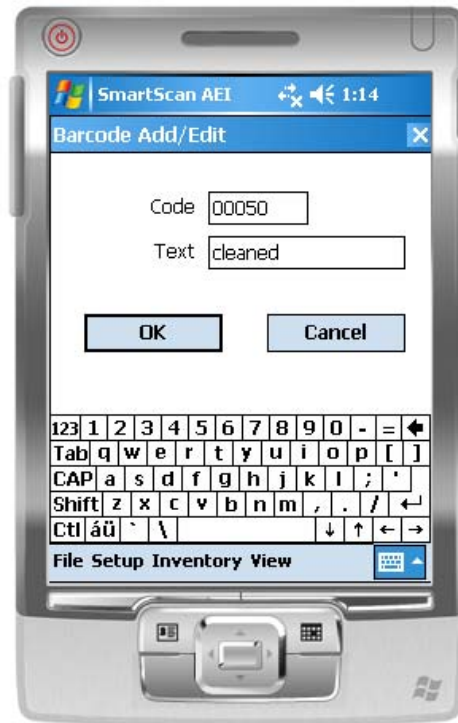 SmartScan AEI 1:14
Barcode Add/Edit
Code 00050
Text cleaned
OK Cancel
123 1 2 3 4 5 6 7 8 9 0 - =
Tab q w e r t y u i o p [ ]
CAP a s d f g h j k l ; '
Shift z x c v b n m , . /
Ctl áü ` \
File Setup Inventory View